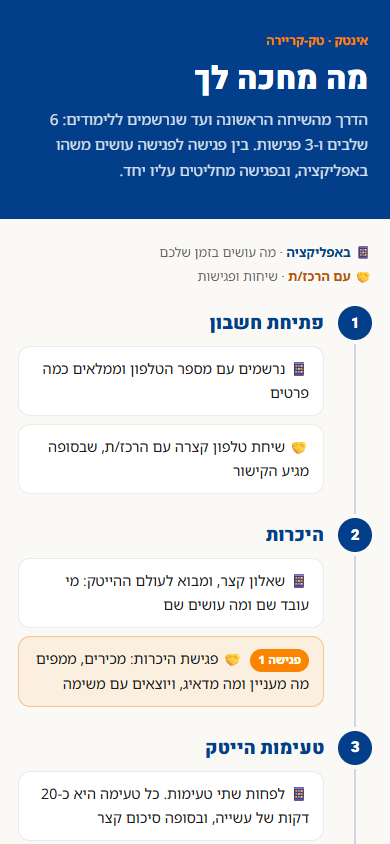 אינטק · טק-קריירה
מה מחכה לך
הדרך מהשיחה הראשונה ועד שנרשמים ללימודים: 6
שלבים ו-3 פגישות. בין פגישה לפגישה עושים משהו
באפליקציה, ובפגישה מחליטים עליו יחד.
באפליקציה · מה עושים בזמן שלכם
עם הרכז/ת · שיחות ופגישות
1 פתיחת חשבון
נרשמים עם מספר הטלפון וממלאים כמה
פרטים
שיחת טלפון קצרה עם הרכז/ת, שבסופה
מגיע הקישור
2 היכרות
שאלון קצר, ומבוא לעולם ההייטק: מי
עובד שם ומה עושים שם
פגישה 1 פגישת היכרות: מכירים, ממפים
מה מעניין ומה מדאיג, ויוצאים עם משימה
3 טעימות הייטק
לפחות שתי טעימות. כל טעימה היא כ-20
דקות של עשייה, ובסופה סיכום קצר